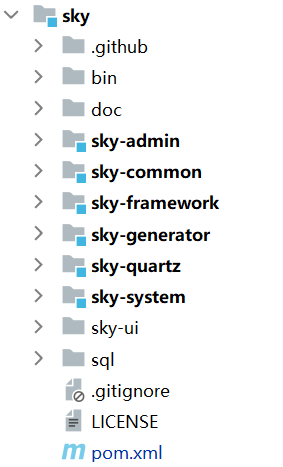 sky
.github
bin
doc
sky-admin
sky-common
sky-framework
sky-generator
sky-quartz
sky-system
sky-ui
sql
.gitignore
LICENSE
m pom.xml